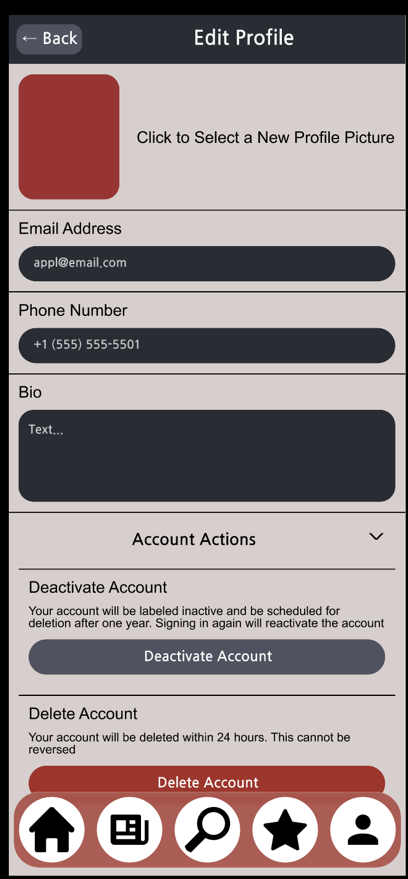 ← Back
Edit Profile
Click to Select a New Profile Picture
Email Address
appl@email.com
Phone Number
+1 (555) 555-5501
Bio
Text...
Account Actions
Deactivate Account
Your account will be labeled inactive and be scheduled for
deletion after one year. Signing in again will reactivate the account
Deactivate Account
Delete Account
Your account will be deleted within 24 hours. This cannot be
reversed
Delete Account